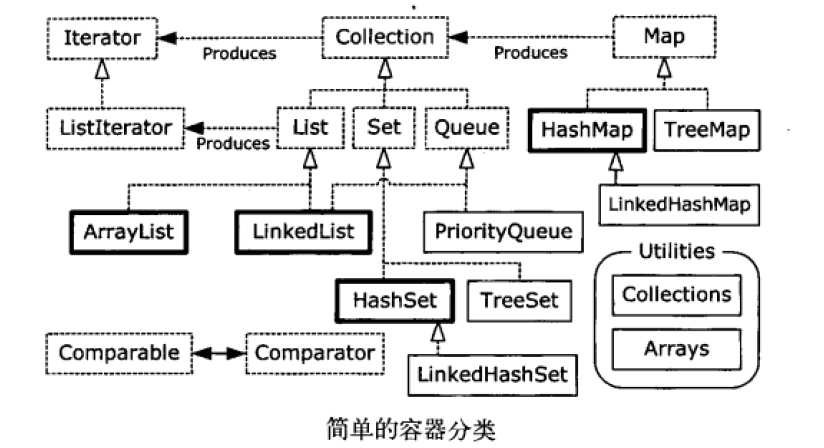 Iterator
Produces
Collection
Produces
Map
ListIterator
Produces
List
Set
Queue
HashMap
TreeMap
ArrayList
LinkedList
PriorityQueue
LinkedHashMap
Utilities
HashSet
TreeSet
Collections
Comparable
Comparator
LinkedHashSet
Arrays
简单的容器分类